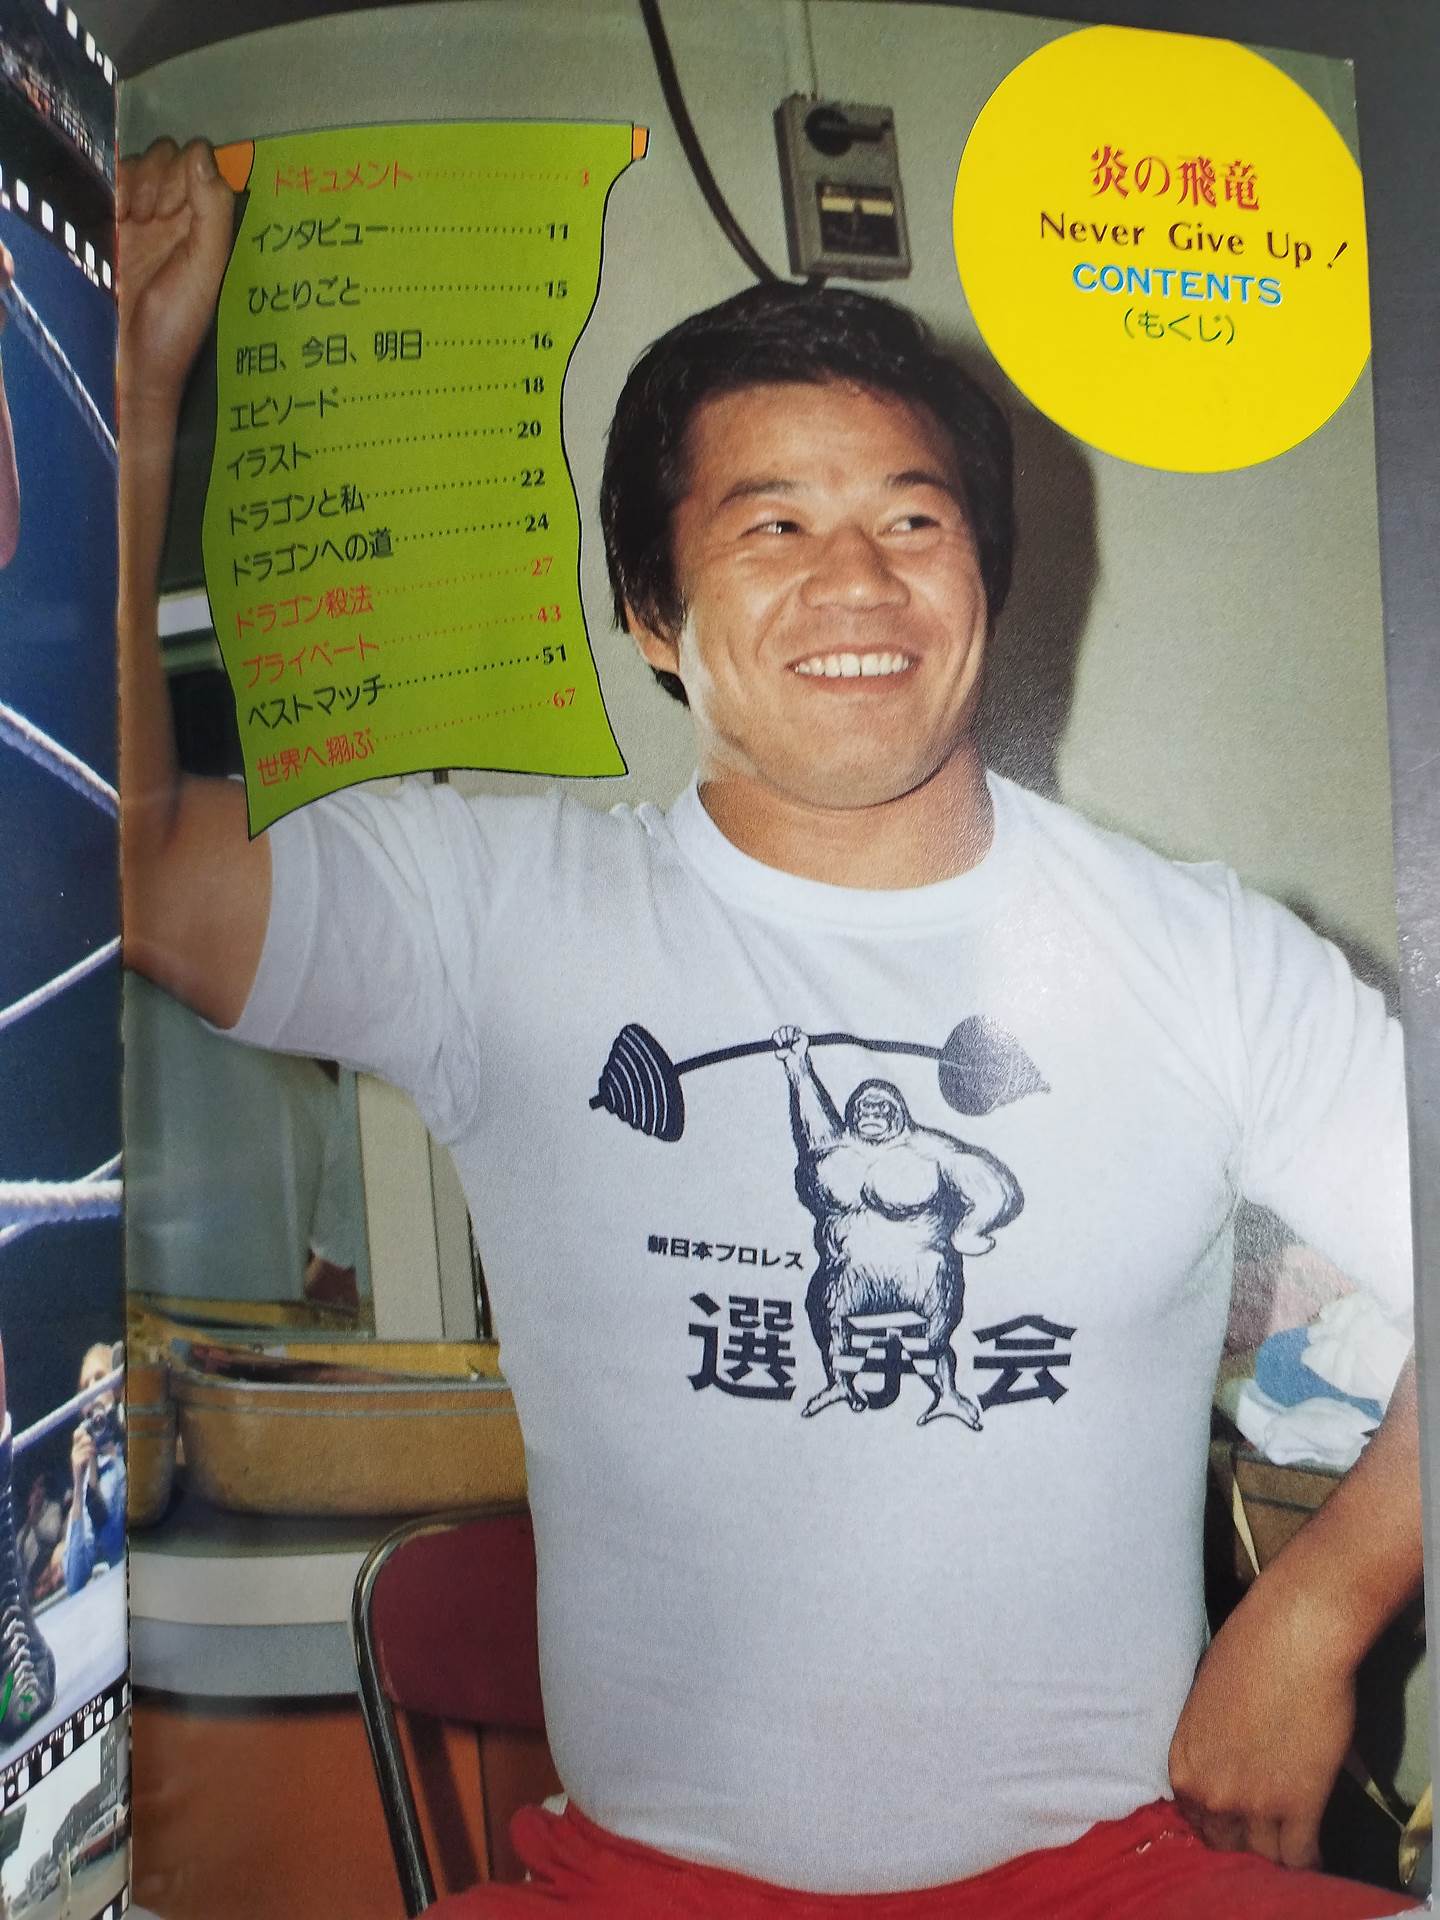 炎の飛竜
Never Give Up!
CONTENTS
(もくじ)
ドキュメント··················3
インタビュー··················11
ひとりごと··················15
昨日、今日、明日············16
エピソード··················18
イラスト··················20
ドラゴンと私··················22
ドラゴンへの道··············24
ドラゴン殺法··················27
プライベート··················43
ベストマッチ··················51
世界へ翔ぶ··················67
新日本プロレス
選手会
SAFETY FILM 5036